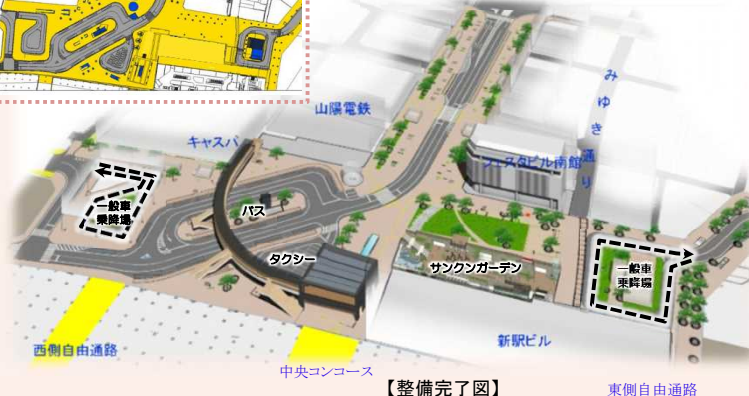 山陽電鉄
みゆき通り
キャスパ
フェスタビル南館
一般車
乗降場
バス
タクシー
サンクンガーデン
一般車
乗降場
新駅ビル
西側自由通路
中央コンコース
【整備完了図】
東側自由通路